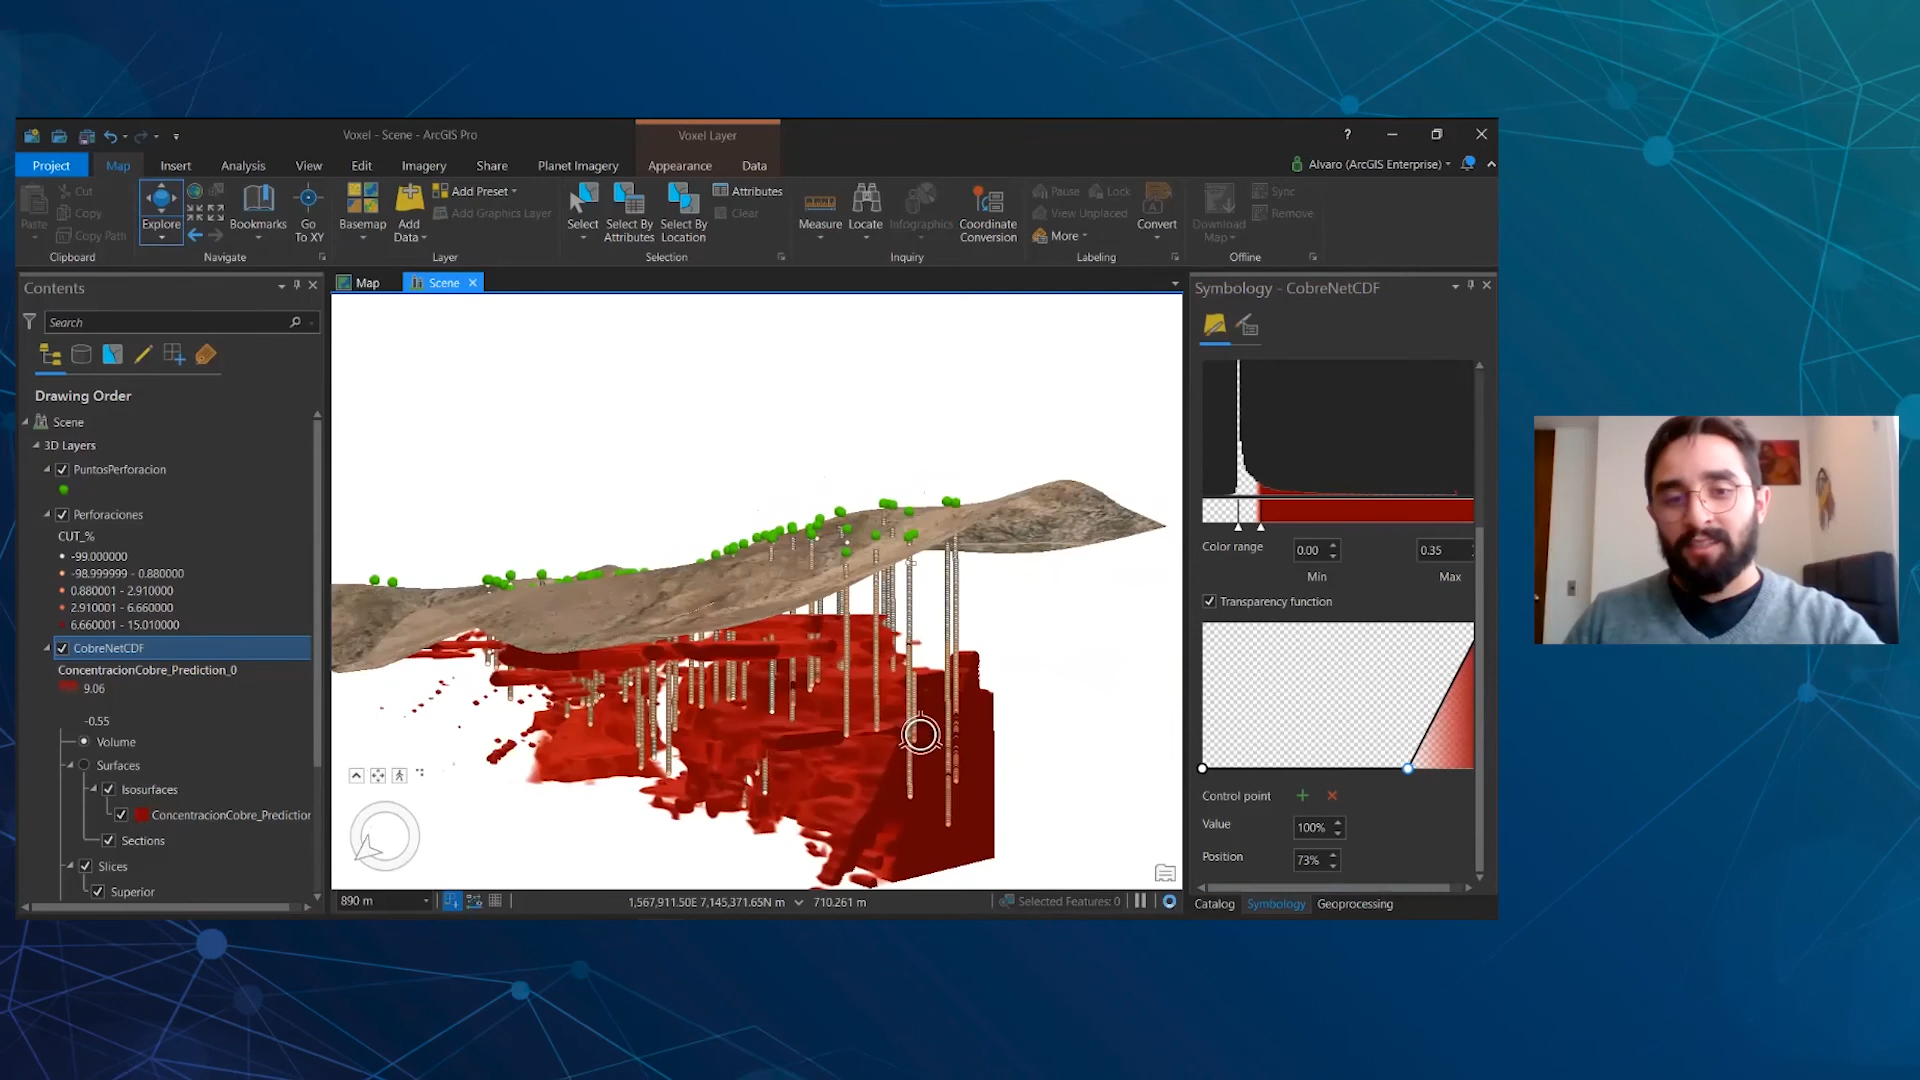 Voxel - Scene - ArcGIS Pro
Voxel Layer
?
Project Map Insert Analysis View Edit Imagery Share Planet Imagery Appearance Data
Alvaro (ArcGIS Enterprise)
Paste
Cut
Copy
Copy Path
Clipboard
Explore
Bookmarks
Go To XY
Navigate
Basemap
Add Data
Add Preset
Add Graphics Layer
Layer
Select
Select By Attributes
Select By Location
Attributes
Clear
Selection
Measure
Locate
Infographics
Coordinate Conversion
Inquiry
Pause
Lock
View Unplaced
More
Convert
Labeling
Download Map
Sync
Remove
Offline
Contents
Search
Drawing Order
Scene
3D Layers
PuntosPerforacion
Perforaciones
CUT_%
-99.000000
-98.999999 - 0.880000
0.880001 - 2.910000
2.910001 - 6.660000
6.660001 - 15.010000
CobreNetCDF
ConcentracionCobre_Prediction_0
9.06
-0.55
Volume
Surfaces
Isosurfaces
ConcentracionCobre_Prediction
Sections
Slices
Superior
Map
Scene
890 m
1,567,911.50E 7,145,371.65N m
710.261 m
Selected Features: 0
Symbology - CobreNetCDF
Color range
0.00
0.35
Min
Max
Transparency function
Control point
Value
100%
Position
73%
Catalog Symbology Geoprocessing